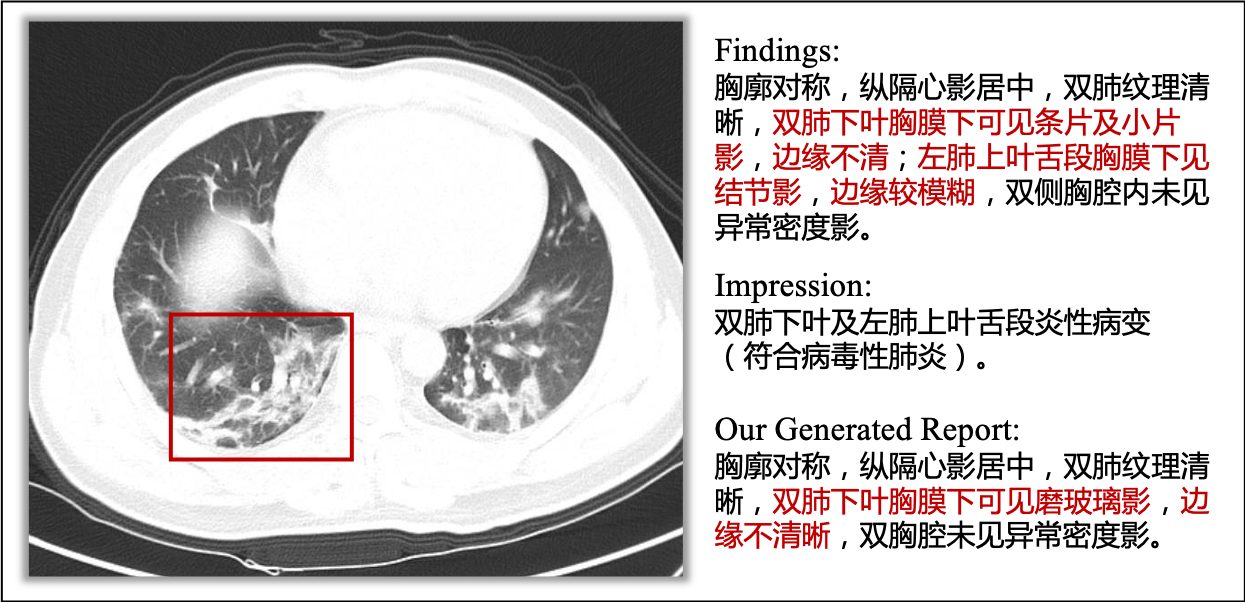 Findings:
胸廓对称，纵隔心影居中，双肺纹理清
晰，双肺下叶胸膜下可见条片及小片
影，边缘不清；左肺上叶舌段胸膜下见
结节影，边缘较模糊，双侧胸腔内未见
异常密度影。
Impression:
双肺下叶及左肺上叶舌段炎性病变
（符合病毒性肺炎）。
Our Generated Report:
胸廓对称，纵隔心影居中，双肺纹理清
晰，双肺下叶胸膜下可见磨玻璃影，边
缘不清晰，双胸腔未见异常密度影。